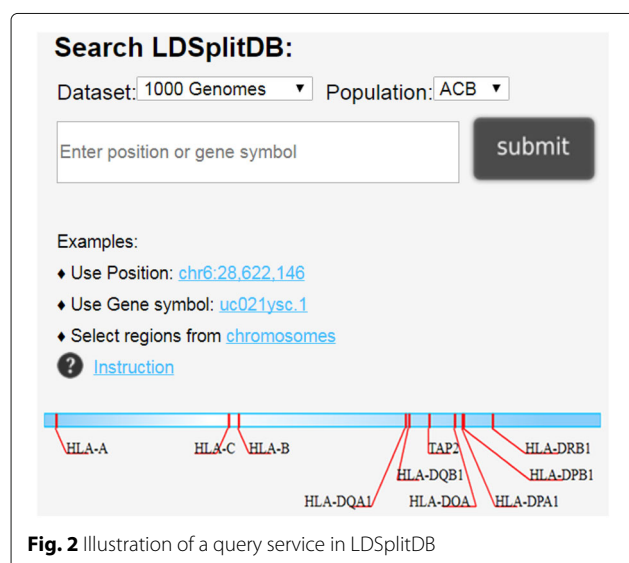 Search LDSplitDB:
Dataset: 1000 Genomes ▼ Population: ACB ▼
Enter position or gene symbol submit
Examples:
♦ Use Position: chr6:28,622,146
♦ Use Gene symbol: uc021ysc.1
♦ Select regions from chromosomes
? Instruction
HLA-A HLA-C HLA-B TAP2 HLA-DRB1
HLA-DQB1 HLA-DPB1
HLA-DQA1 HLA-DOA HLA-DPA1
Fig. 2 Illustration of a query service in LDSplitDB